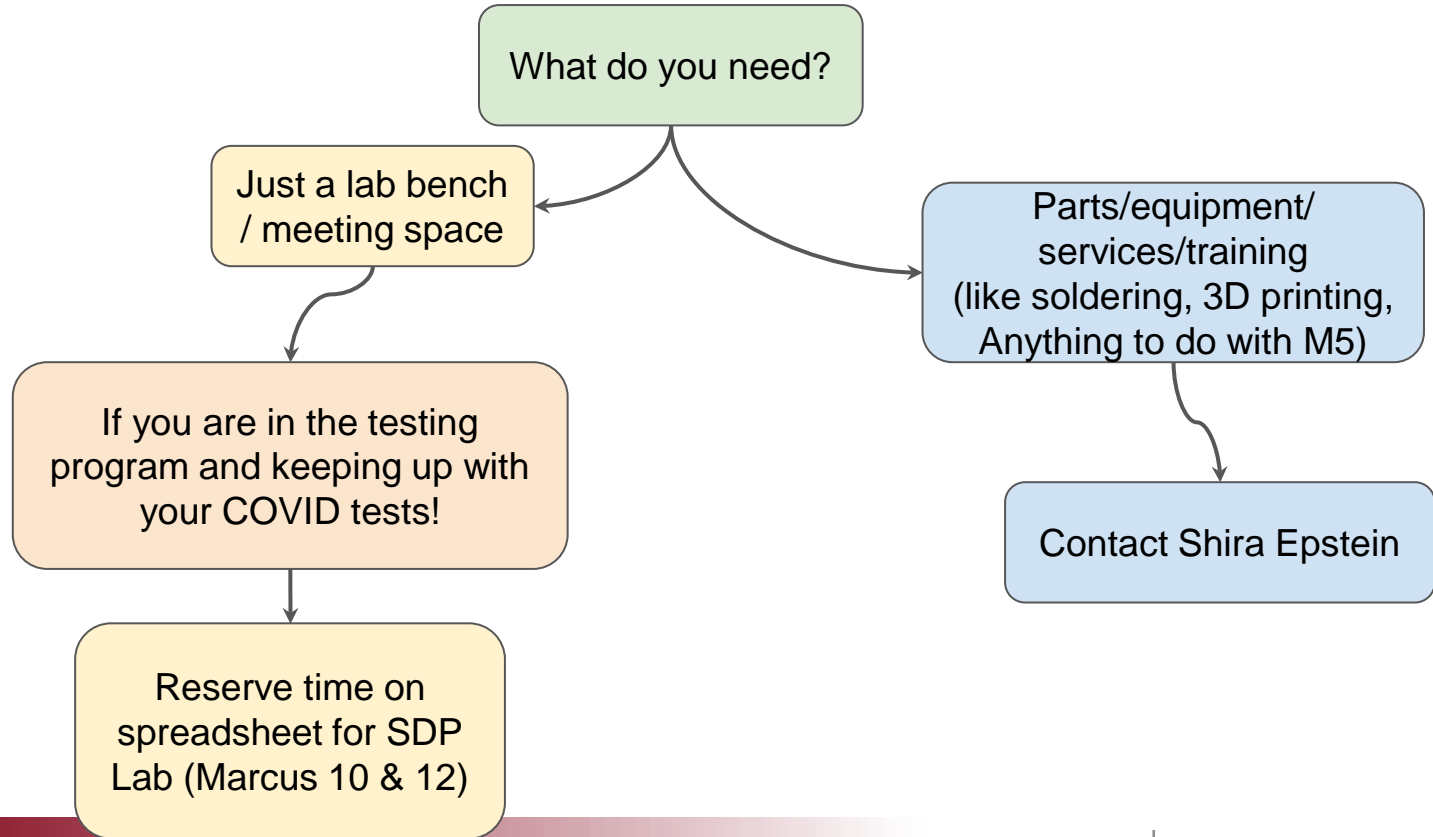 What do you need?
Just a lab bench
/ meeting space
Parts/equipment/
services/training
(like soldering, 3D printing,
Anything to do with M5)
If you are in the testing
program and keeping up with
your COVID tests!
Contact Shira Epstein
Reserve time on
spreadsheet for SDP
Lab (Marcus 10 & 12)